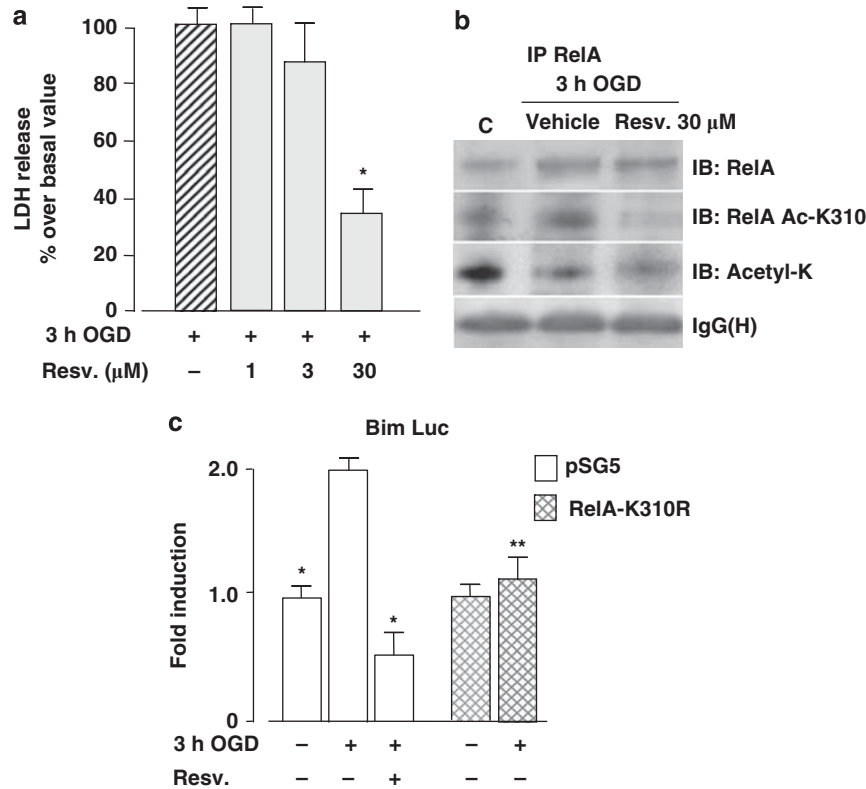 a
LDH release
% over basal value
100
80
60
40
20
0
*
3 h OGD + + + +
Resv. (μM) – 1 3 30
b
IP RelA
3 h OGD
C Vehicle Resv. 30 μM
IB: RelA
IB: RelA Ac-K310
IB: Acetyl-K
IgG(H)
c
Bim Luc
pSG5
RelA-K310R
Fold induction
2.0
1.0
0
* * **
3 h OGD – + + – +
Resv. – – + – –